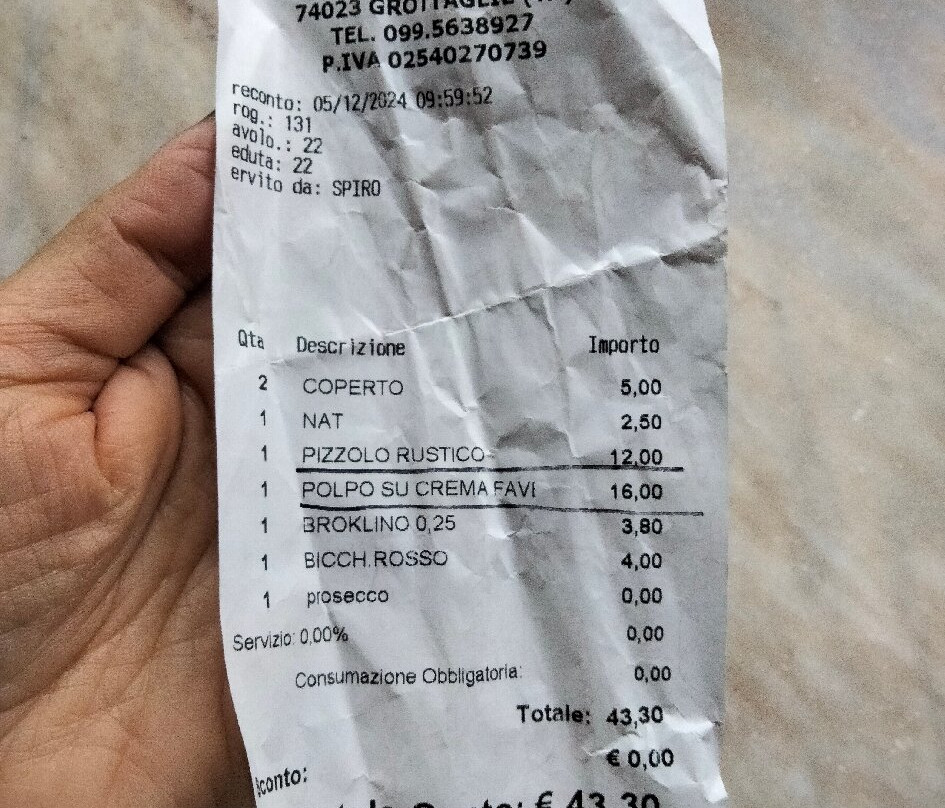 74023 GROTTAGLIE
TEL. 099.5638927
P.IVA 02540270739
reconto: 05/12/2024 09:59:52
rog.: 131
avolo.: 22
eduta: 22
ervito da: SPIRO
Qta Descrizione Importo
2 COPERTO 5,00
1 NAT 2,50
1 PIZZOLO RUSTICO 12,00
1 POLPO SU CREMA FAVI 16,00
1 BROKLINO 0,25 3,80
1 BICCH.ROSSO 4,00
1 prosecco 0,00
Servizio: 0,00% 0,00
Consumazione Obbligatoria: 0,00
Totale: 43,30
€ 0,00
conto:
€ 43,30